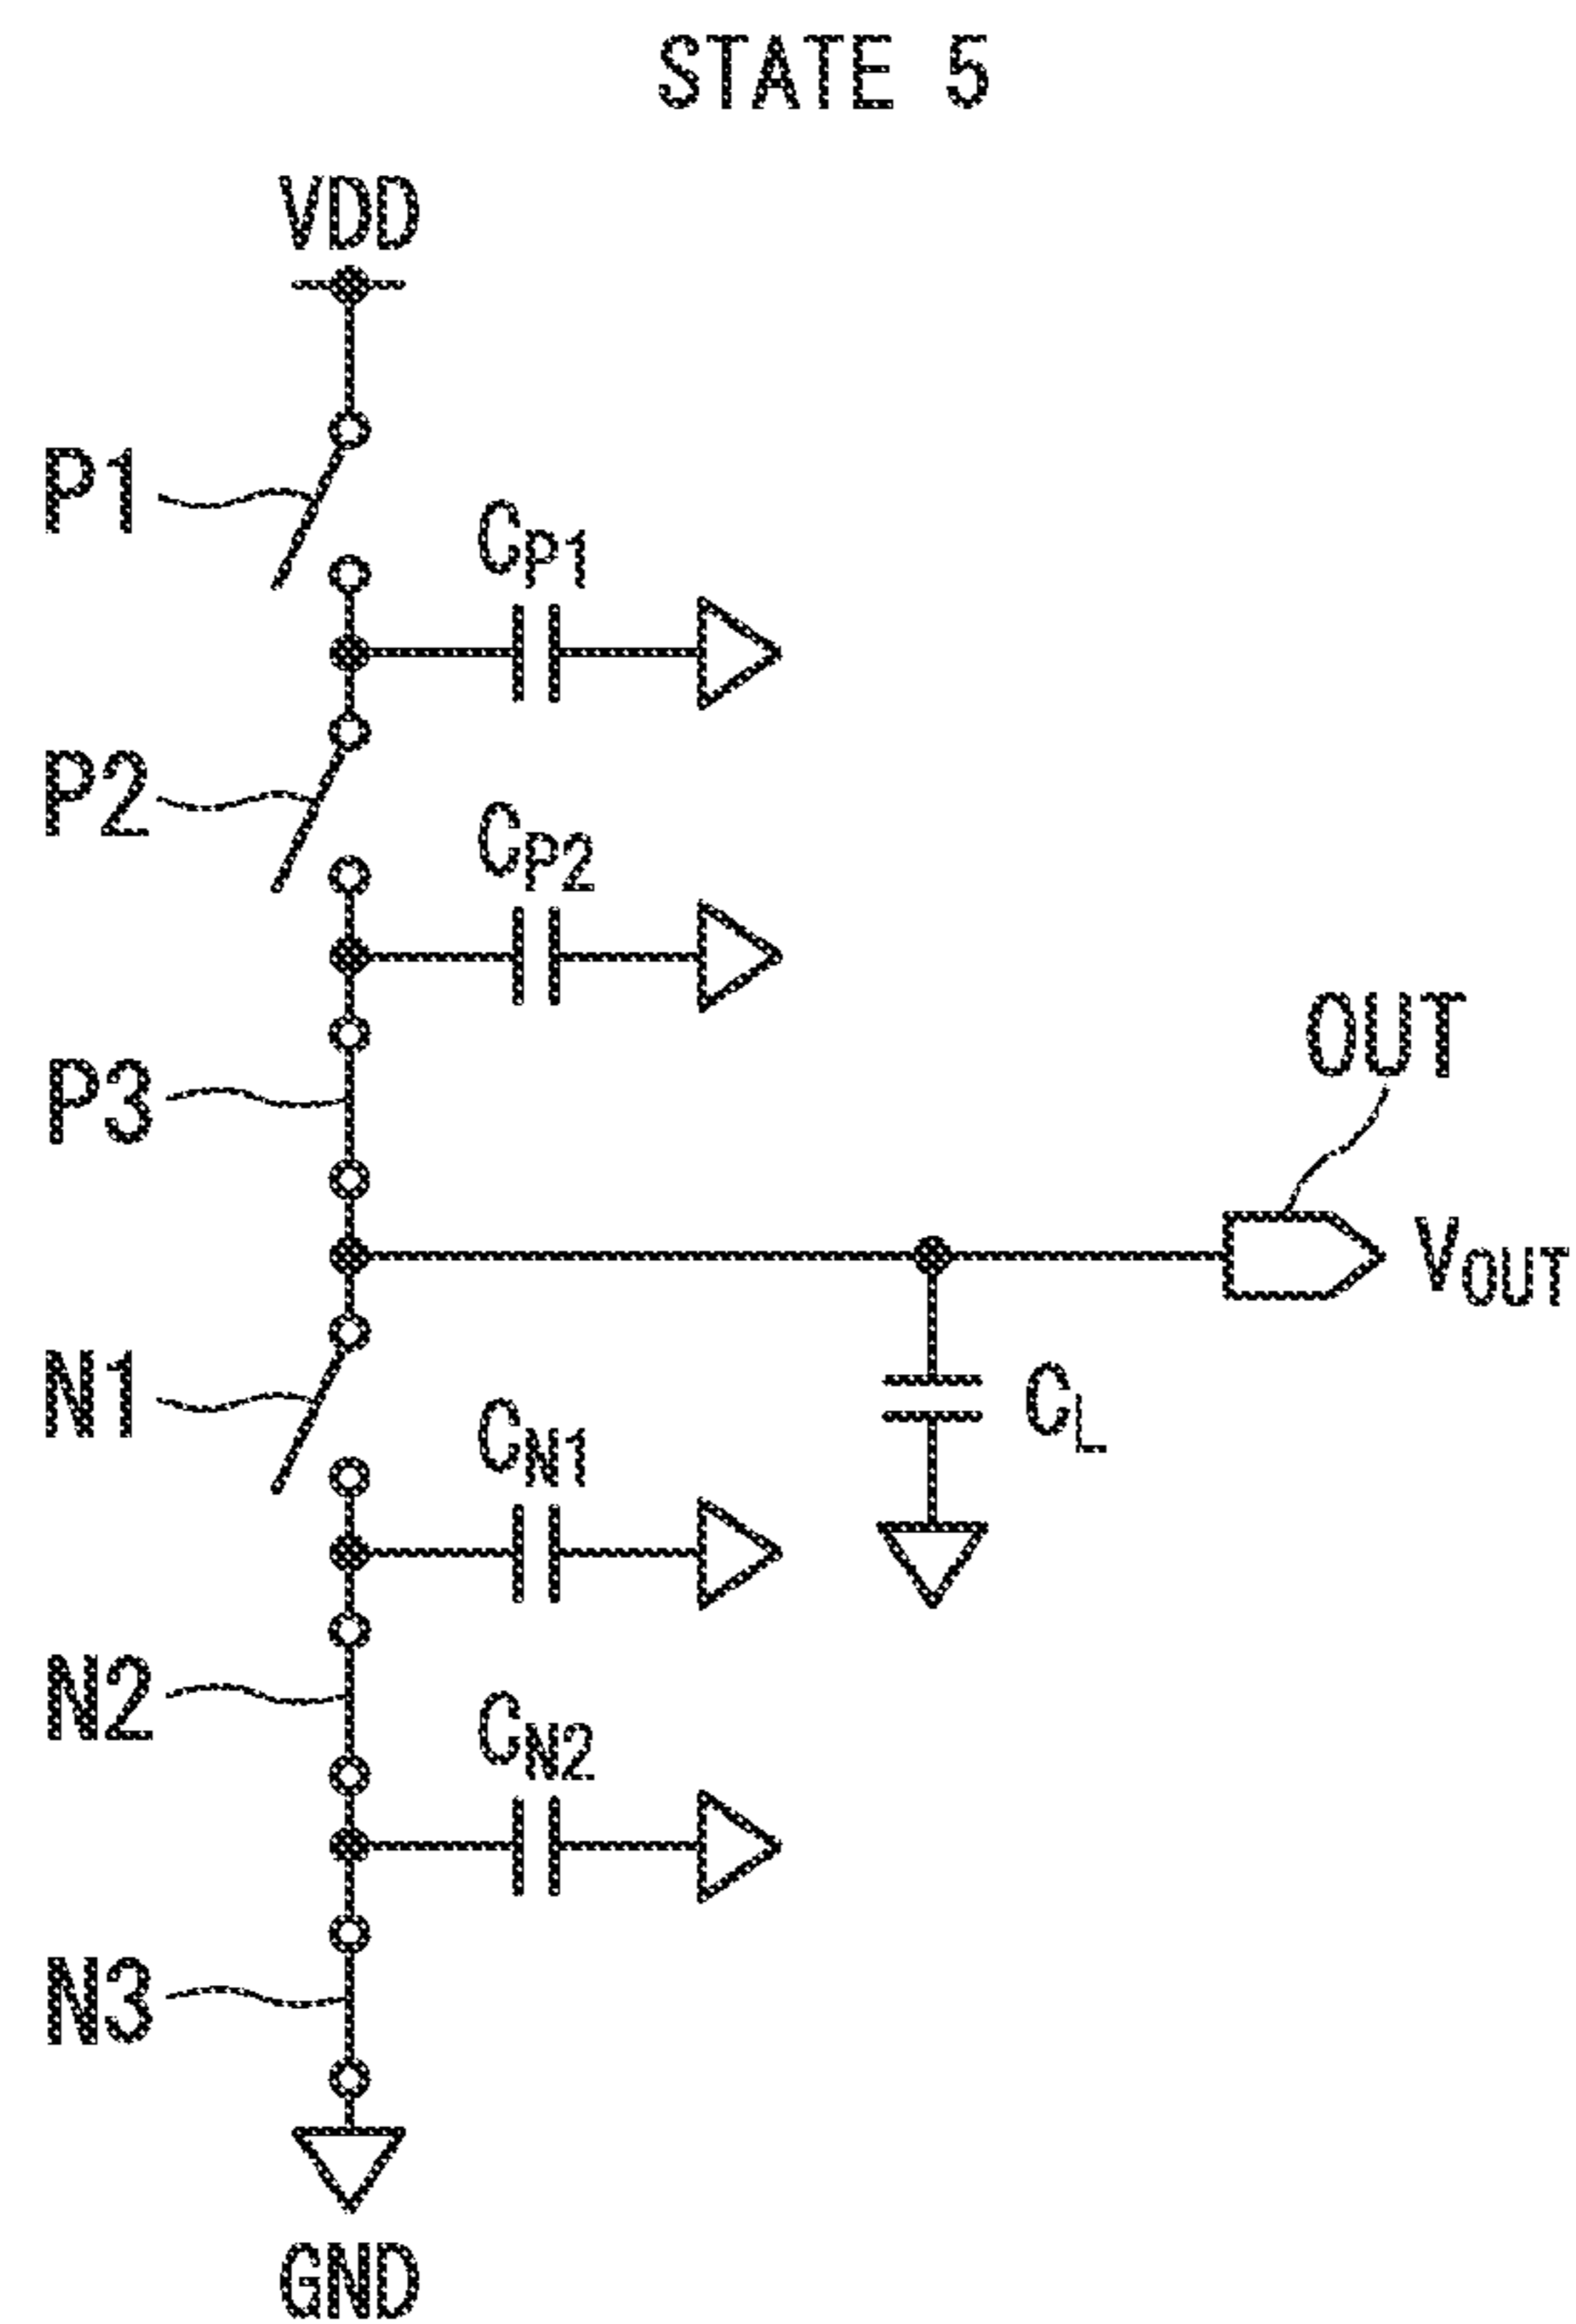 STATE 5
VDD
P1
CP1
P2
CP2
OUT
P3
VOUT
N1
CL
CN1
N2
CN2
N3
GND